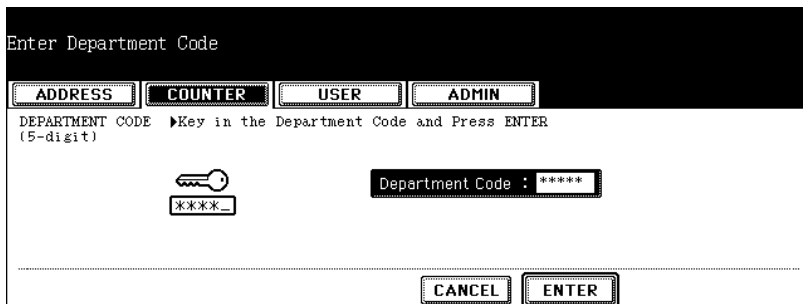 Enter Department Code
ADDRESS COUNTER USER ADMIN
DEPARTMENT CODE ▶Key in the Department Code and Press ENTER
(5-digit)
Department Code : *****
****_
CANCEL ENTER